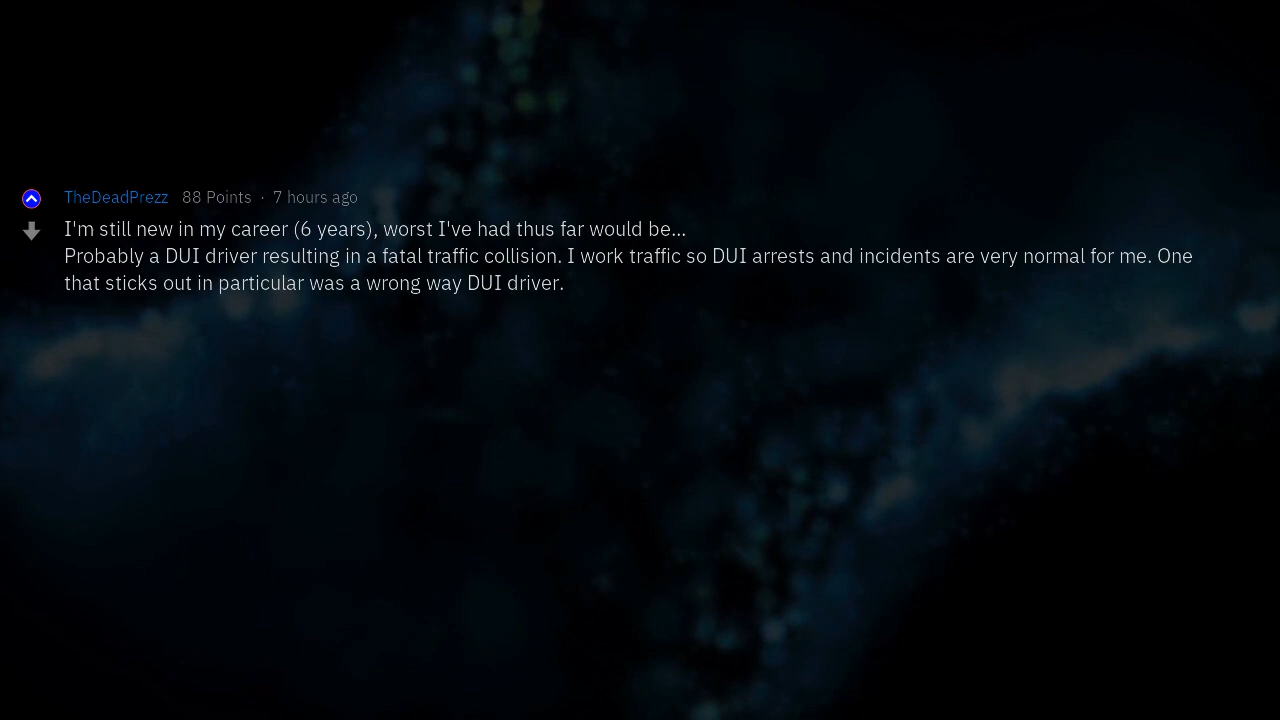 TheDeadPrezz 88 Points · 7 hours ago
I'm still new in my career (6 years), worst I've had thus far would be...
Probably a DUI driver resulting in a fatal traffic collision. I work traffic so DUI arrests and incidents are very normal for me. One
that sticks out in particular was a wrong way DUI driver.